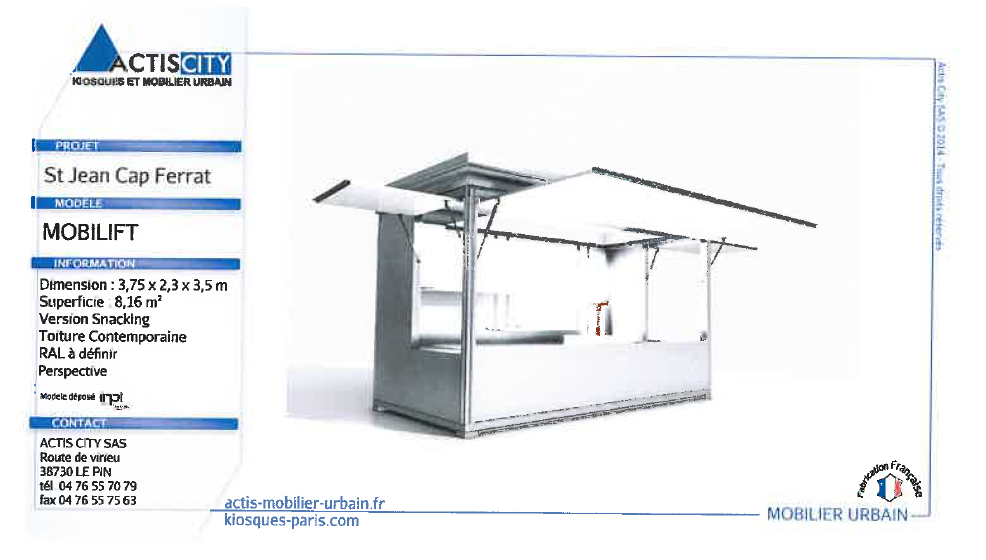 ACTISCITY
KIOSQUES ET MOBILIER URBAIN
PROJET
St Jean Cap Ferrat
MODELE
MOBILIFT
INFORMATION
Dimension : 3,75 x 2,3 x 3,5 m
Superficie : 8,16 m²
Version Snacking
Toiture Contemporaine
RAL à définir
Perspective
Modèle déposé inpi
CONTACT
ACTIS CITY SAS
Route de virieu
38730 LE PIN
tél 04 76 55 70 79
fax 04 76 55 75 63
actis-mobilier-urbain.fr
kiosques-paris.com
Actis City SAS © 2014 - Tous droits réservés
Fabrication Française
MOBILIER URBAIN